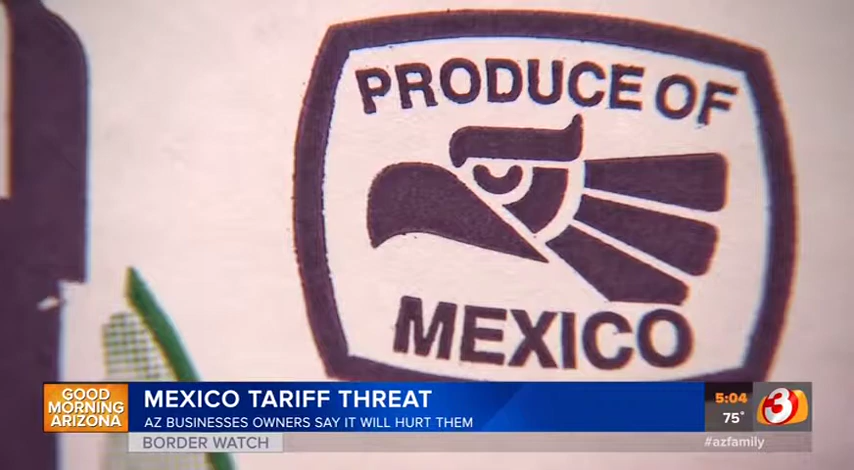 PRODUCE OF
MEXICO
GOOD
MORNING
ARIZONA
MEXICO TARIFF THREAT
AZ BUSINESSES OWNERS SAY IT WILL HURT THEM
BORDER WATCH
5:04
75°
3
#azfamily